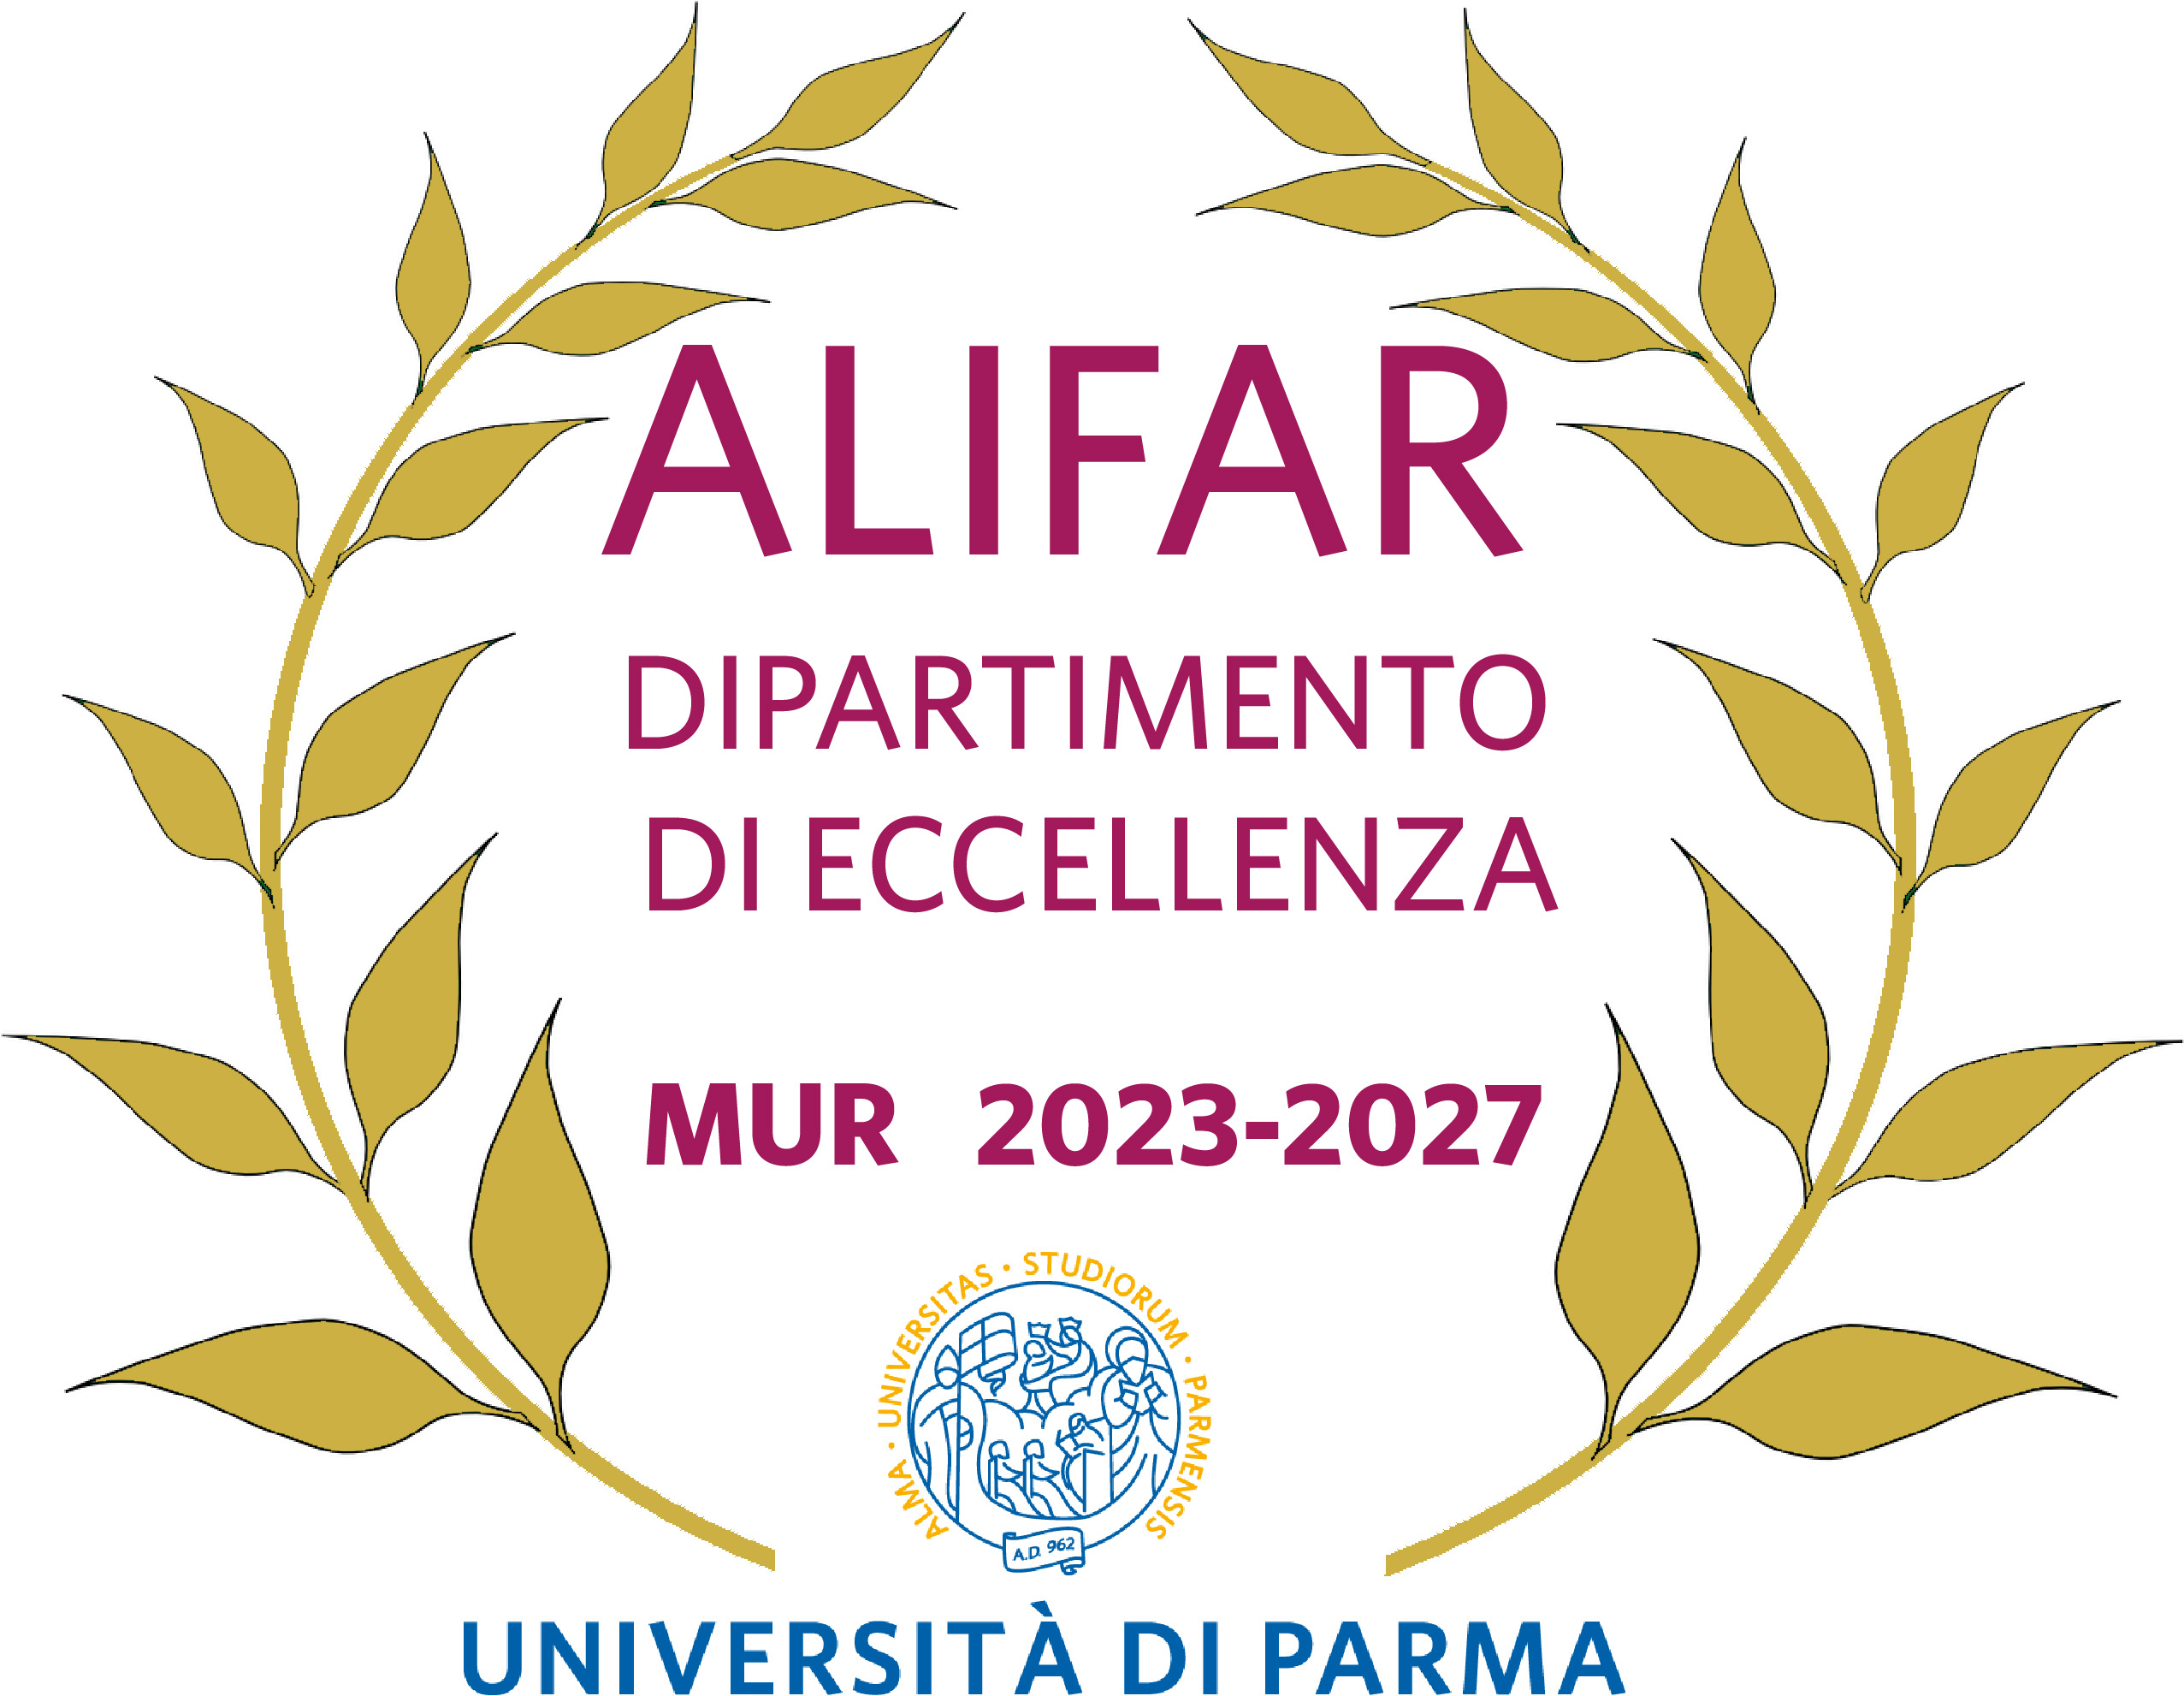 ALIFAR
DIPARTIMENTO
DI ECCELLENZA
MUR 2023-2027
ALMA · UNIVERSITAS · STUDIORUM · PARMENSIS
A.D. 962
UNIVERSITÀ DI PARMA